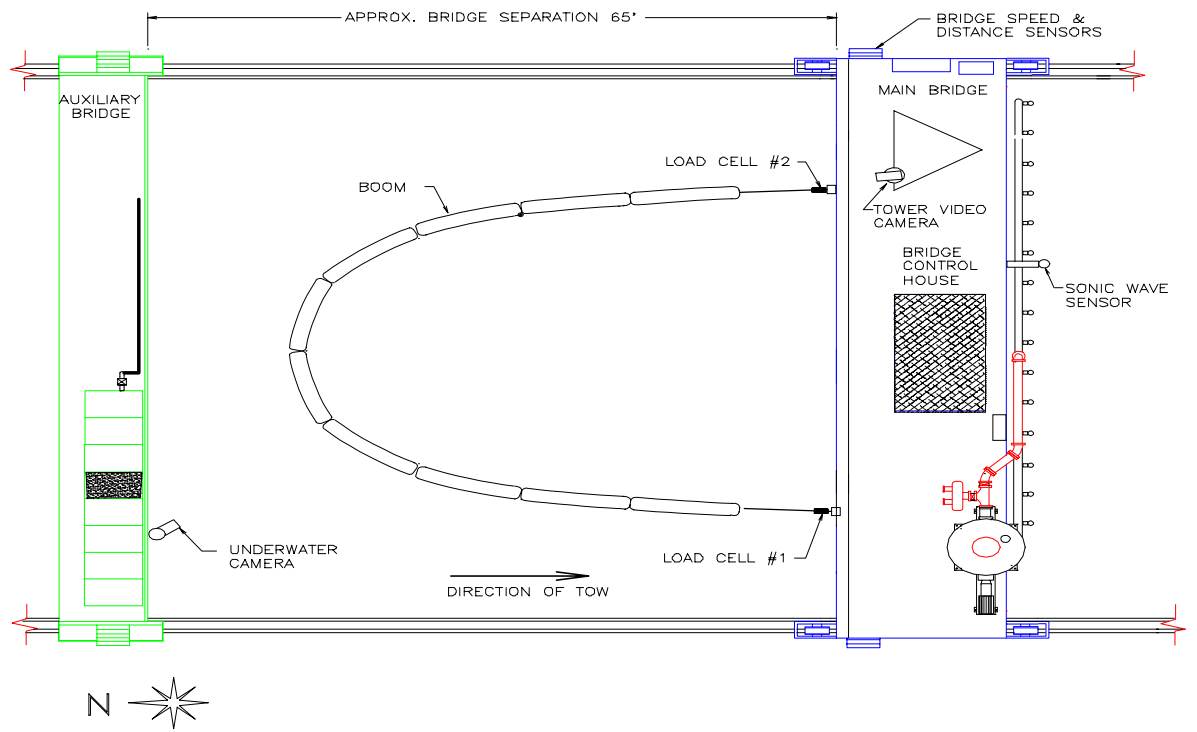 APPROX. BRIDGE SEPARATION 65'
BRIDGE SPEED &
DISTANCE SENSORS
AUXILIARY
BRIDGE
MAIN BRIDGE
LOAD CELL #2
BOOM
TOWER VIDEO
CAMERA
BRIDGE
CONTROL
HOUSE
SONIC WAVE
SENSOR
UNDERWATER
CAMERA
LOAD CELL #1
DIRECTION OF TOW
N